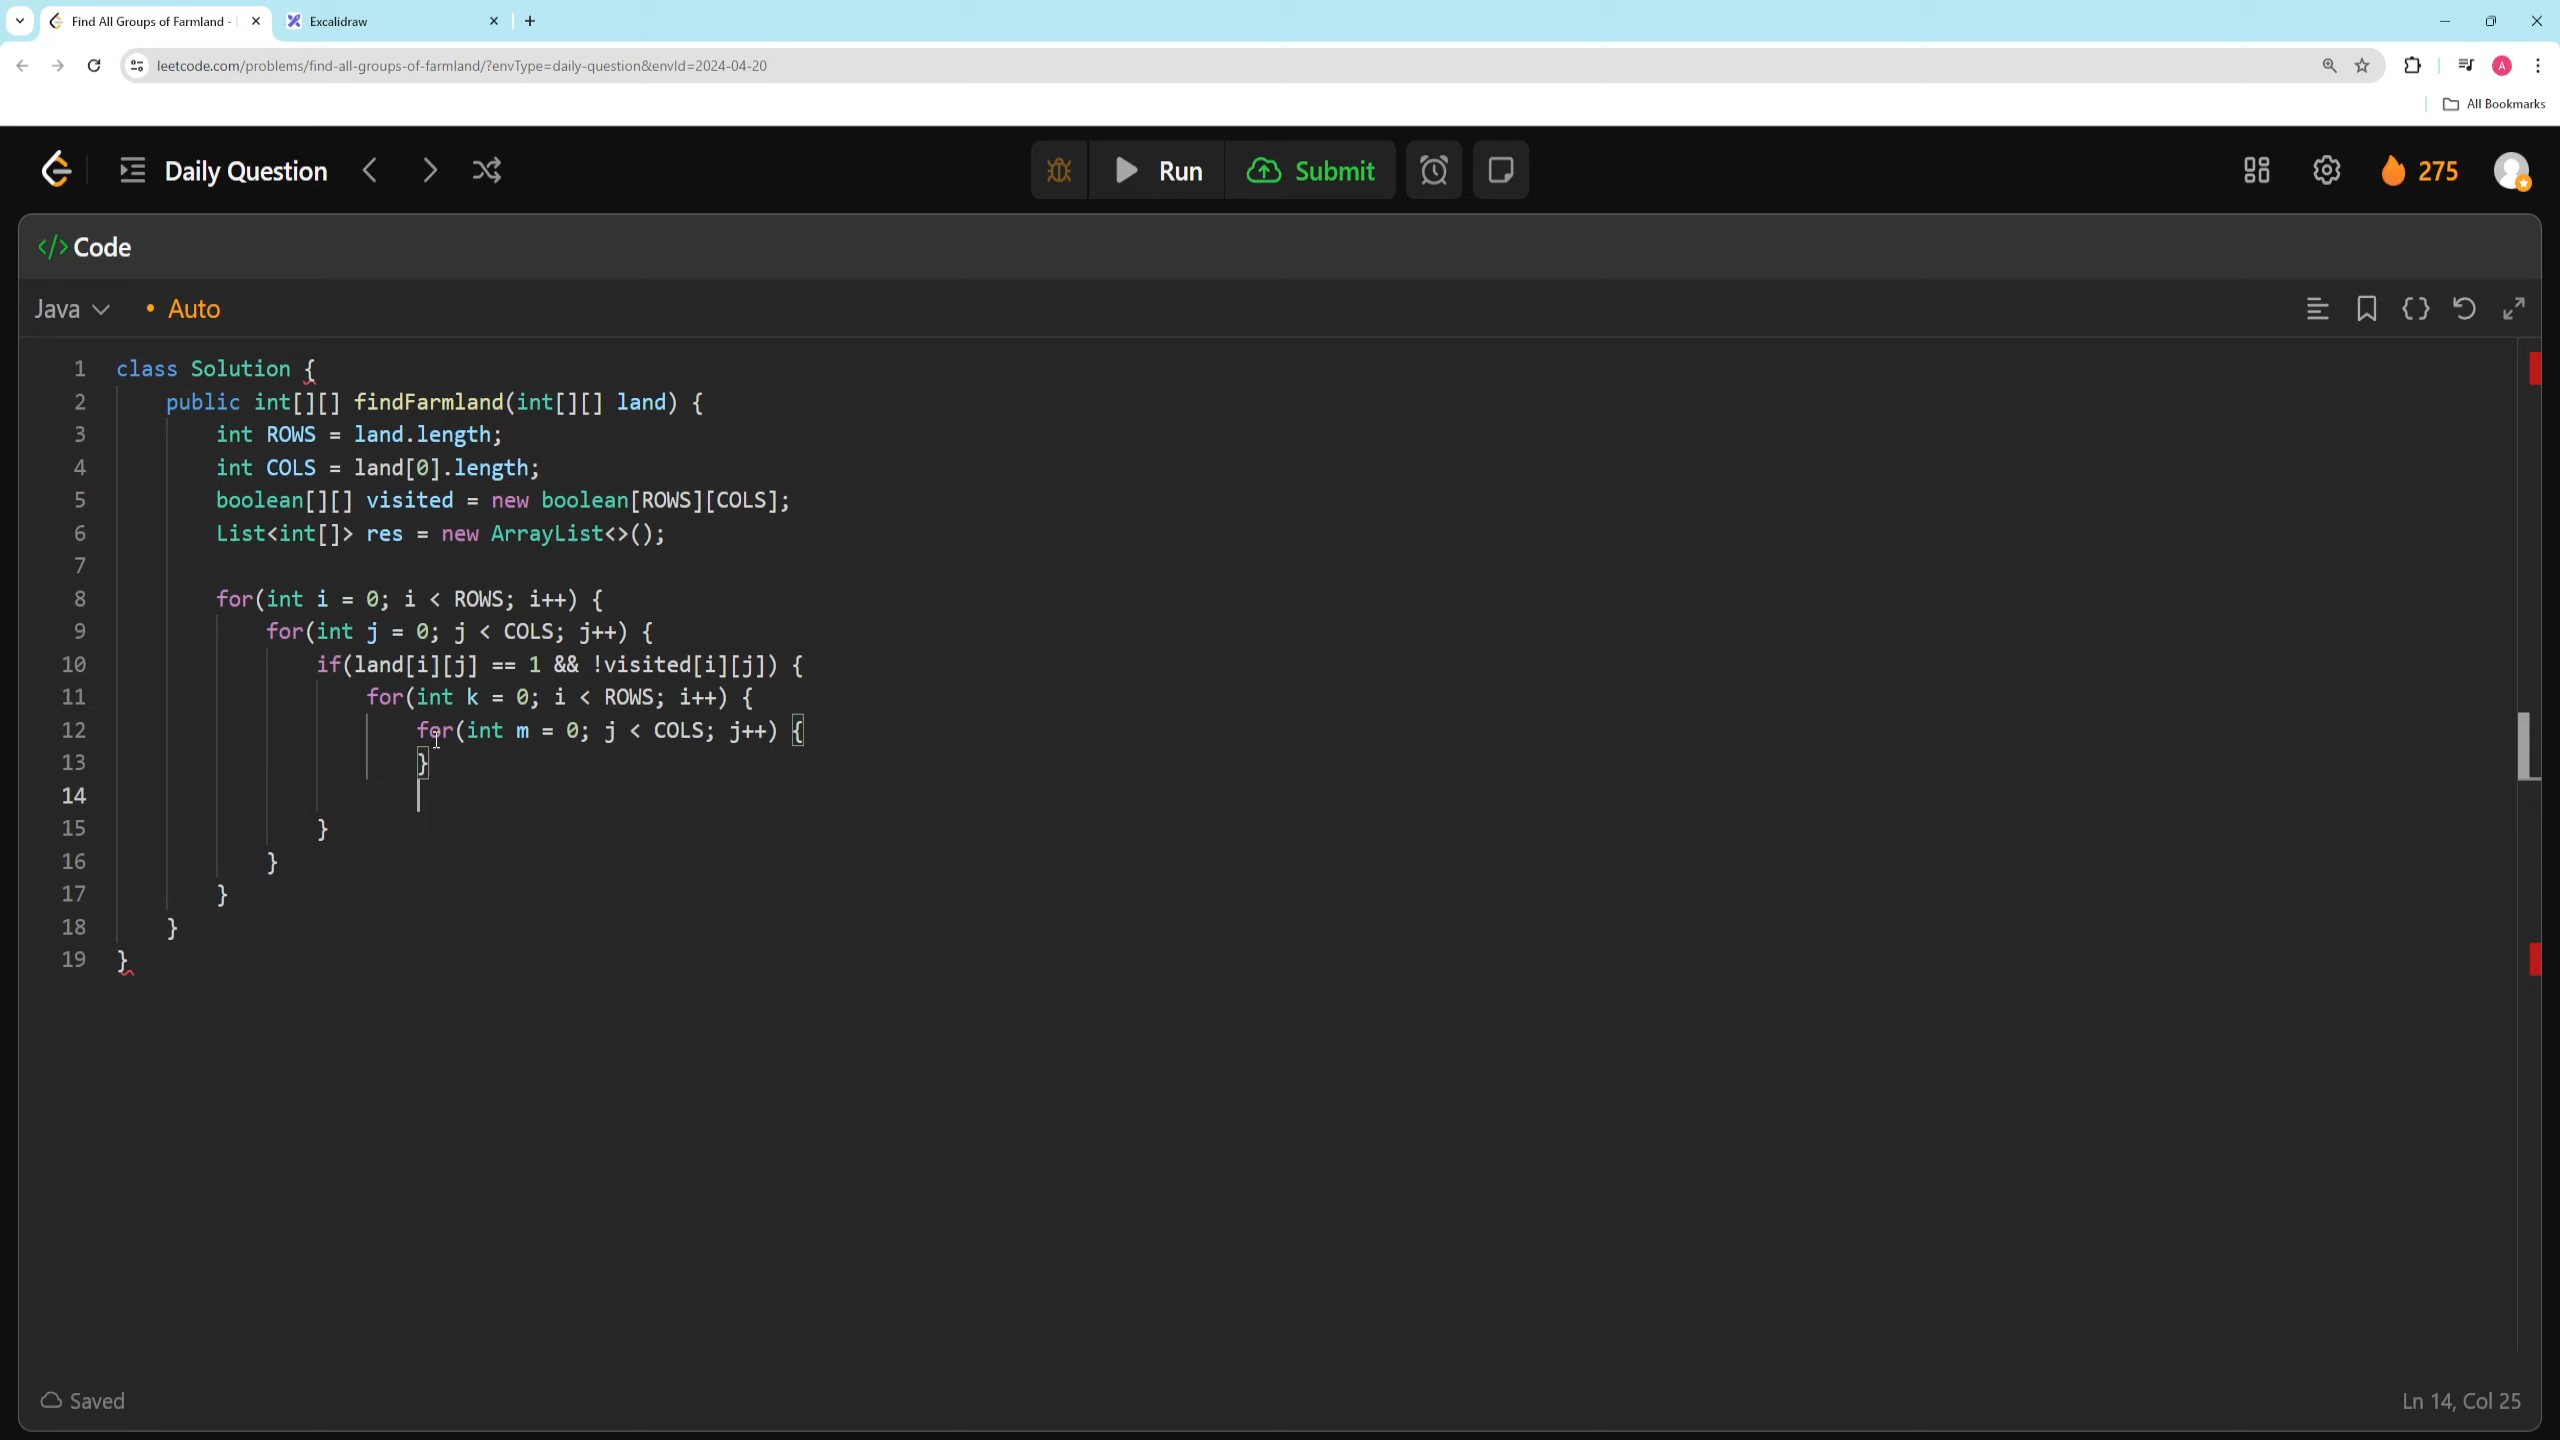 Find All Groups of Farmland -
Excalidraw
leetcode.com/problems/find-all-groups-of-farmland/?envType=daily-question&envId=2024-04-20
A
All Bookmarks
Daily Question
Run
Submit
275
</> Code
Java
• Auto
1 class Solution {
2 public int[][] findFarmland(int[][] land) {
3 int ROWS = land.length;
4 int COLS = land[0].length;
5 boolean[][] visited = new boolean[ROWS][COLS];
6 List<int[]> res = new ArrayList<>();
7
8 for(int i = 0; i < ROWS; i++) {
9 for(int j = 0; j < COLS; j++) {
10 if(land[i][j] == 1 && !visited[i][j]) {
11 for(int k = 0; i < ROWS; i++) {
12 for(int m = 0; j < COLS; j++) {
13 }
14
15 }
16 }
17 }
18 }
19 }
Saved
Ln 14, Col 25